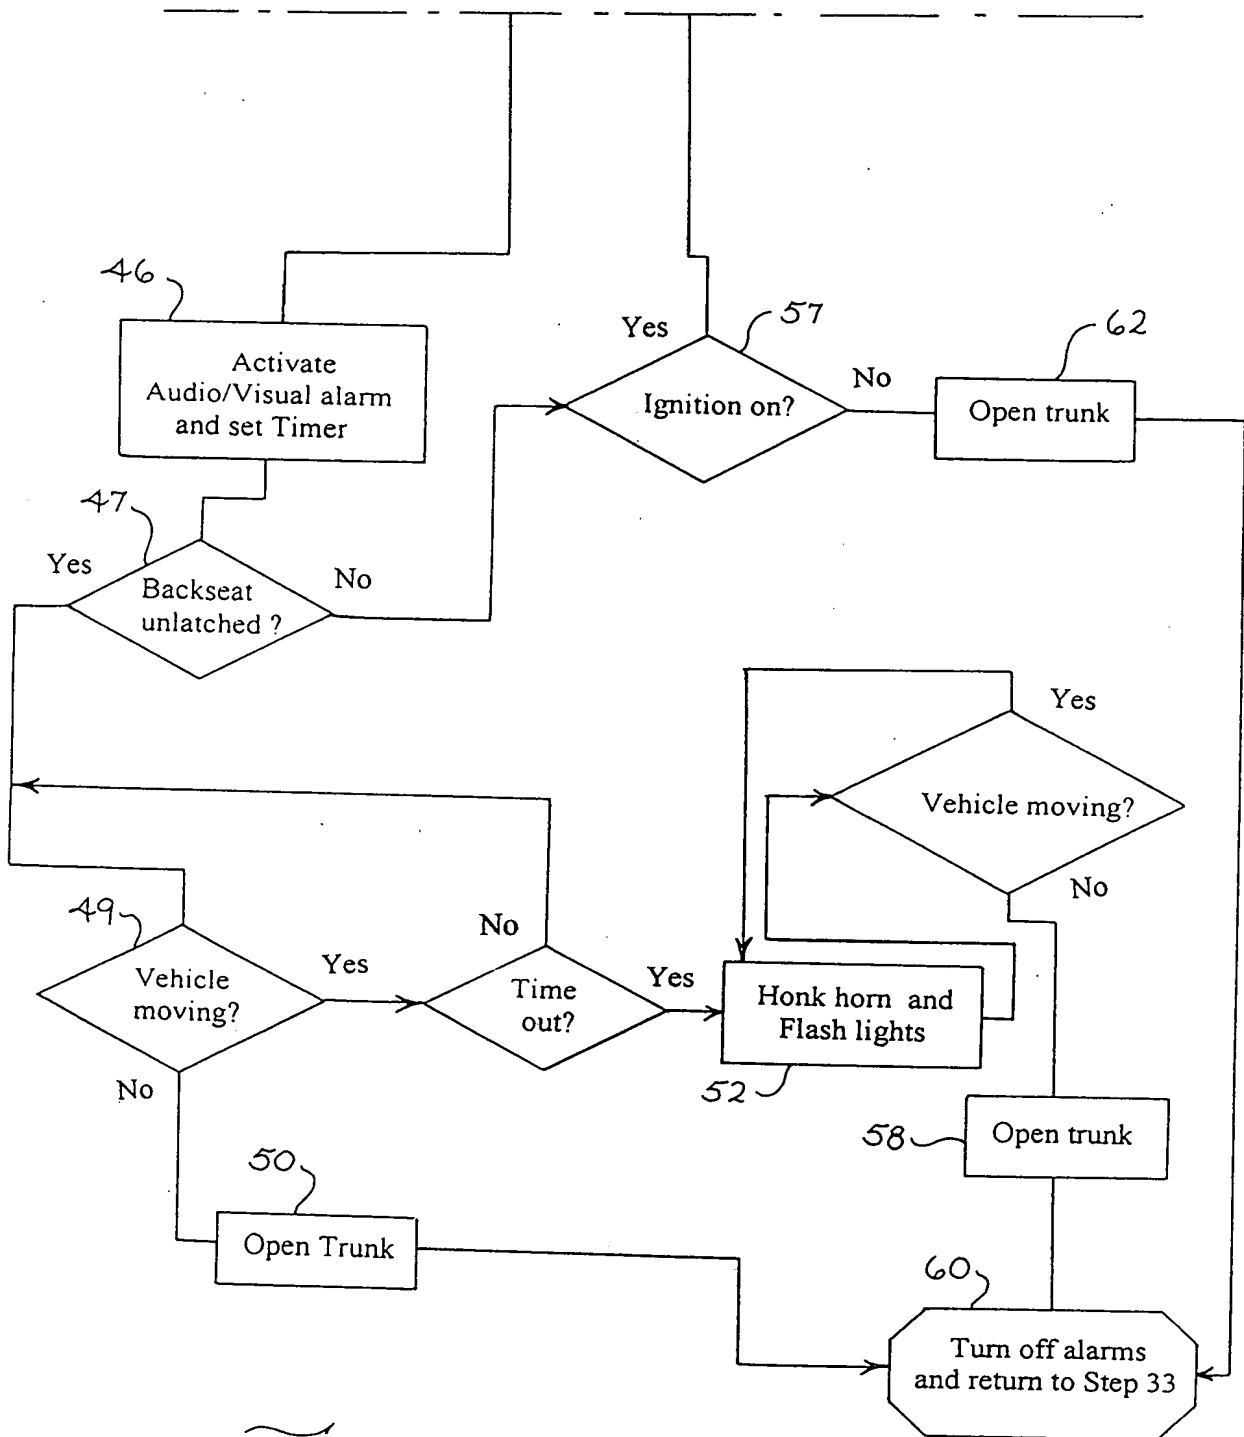 46
Activate
Audio/Visual alarm
and set Timer
Yes
57
Ignition on?
No
62
Open trunk
47
Yes
Backseat
unlatched ?
No
Yes
Vehicle moving?
No
49
Vehicle
moving?
Yes
No
No
Time
out?
Yes
Honk horn and
Flash lights
52
58
Open trunk
50
Open Trunk
60
Turn off alarms
and return to Step 33